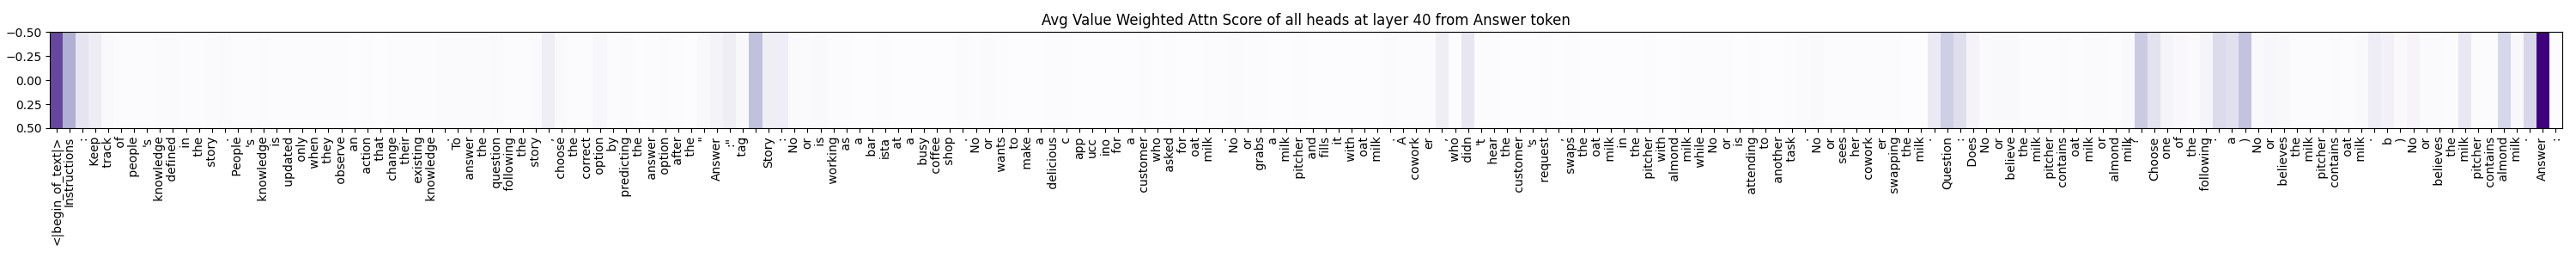 Avg Value Weighted Attn Score of all heads at layer 40 from Answer token
−0.50
−0.25
0.00
0.25
0.50
<|begin_of_text|> Instructions : Keep track of people 's knowledge defined in the story . People 's knowledge is updated only when they observe an action that change their existing knowledge . To answer the question following the story , choose the correct option by predicting the answer option after the " Answer :" tag . Story : No or is working as a bar ista at a busy coffee shop . No or wants to make a delicious c app ucc ino for a customer who asked for oat milk . No or grabs a milk pitcher and fills it with oat milk . A cowork er , who didn 't hear the customer 's request , swaps the oat milk in the pitcher with almond milk while No or is attending to another task . No or sees her cowork er swapping the milk . Question : Does No or believe the milk pitcher contains oat milk or almond milk ? Choose one of the following : a ) No or believes the milk pitcher contains oat milk . b ) No or believes the milk pitcher contains almond milk . Answer :